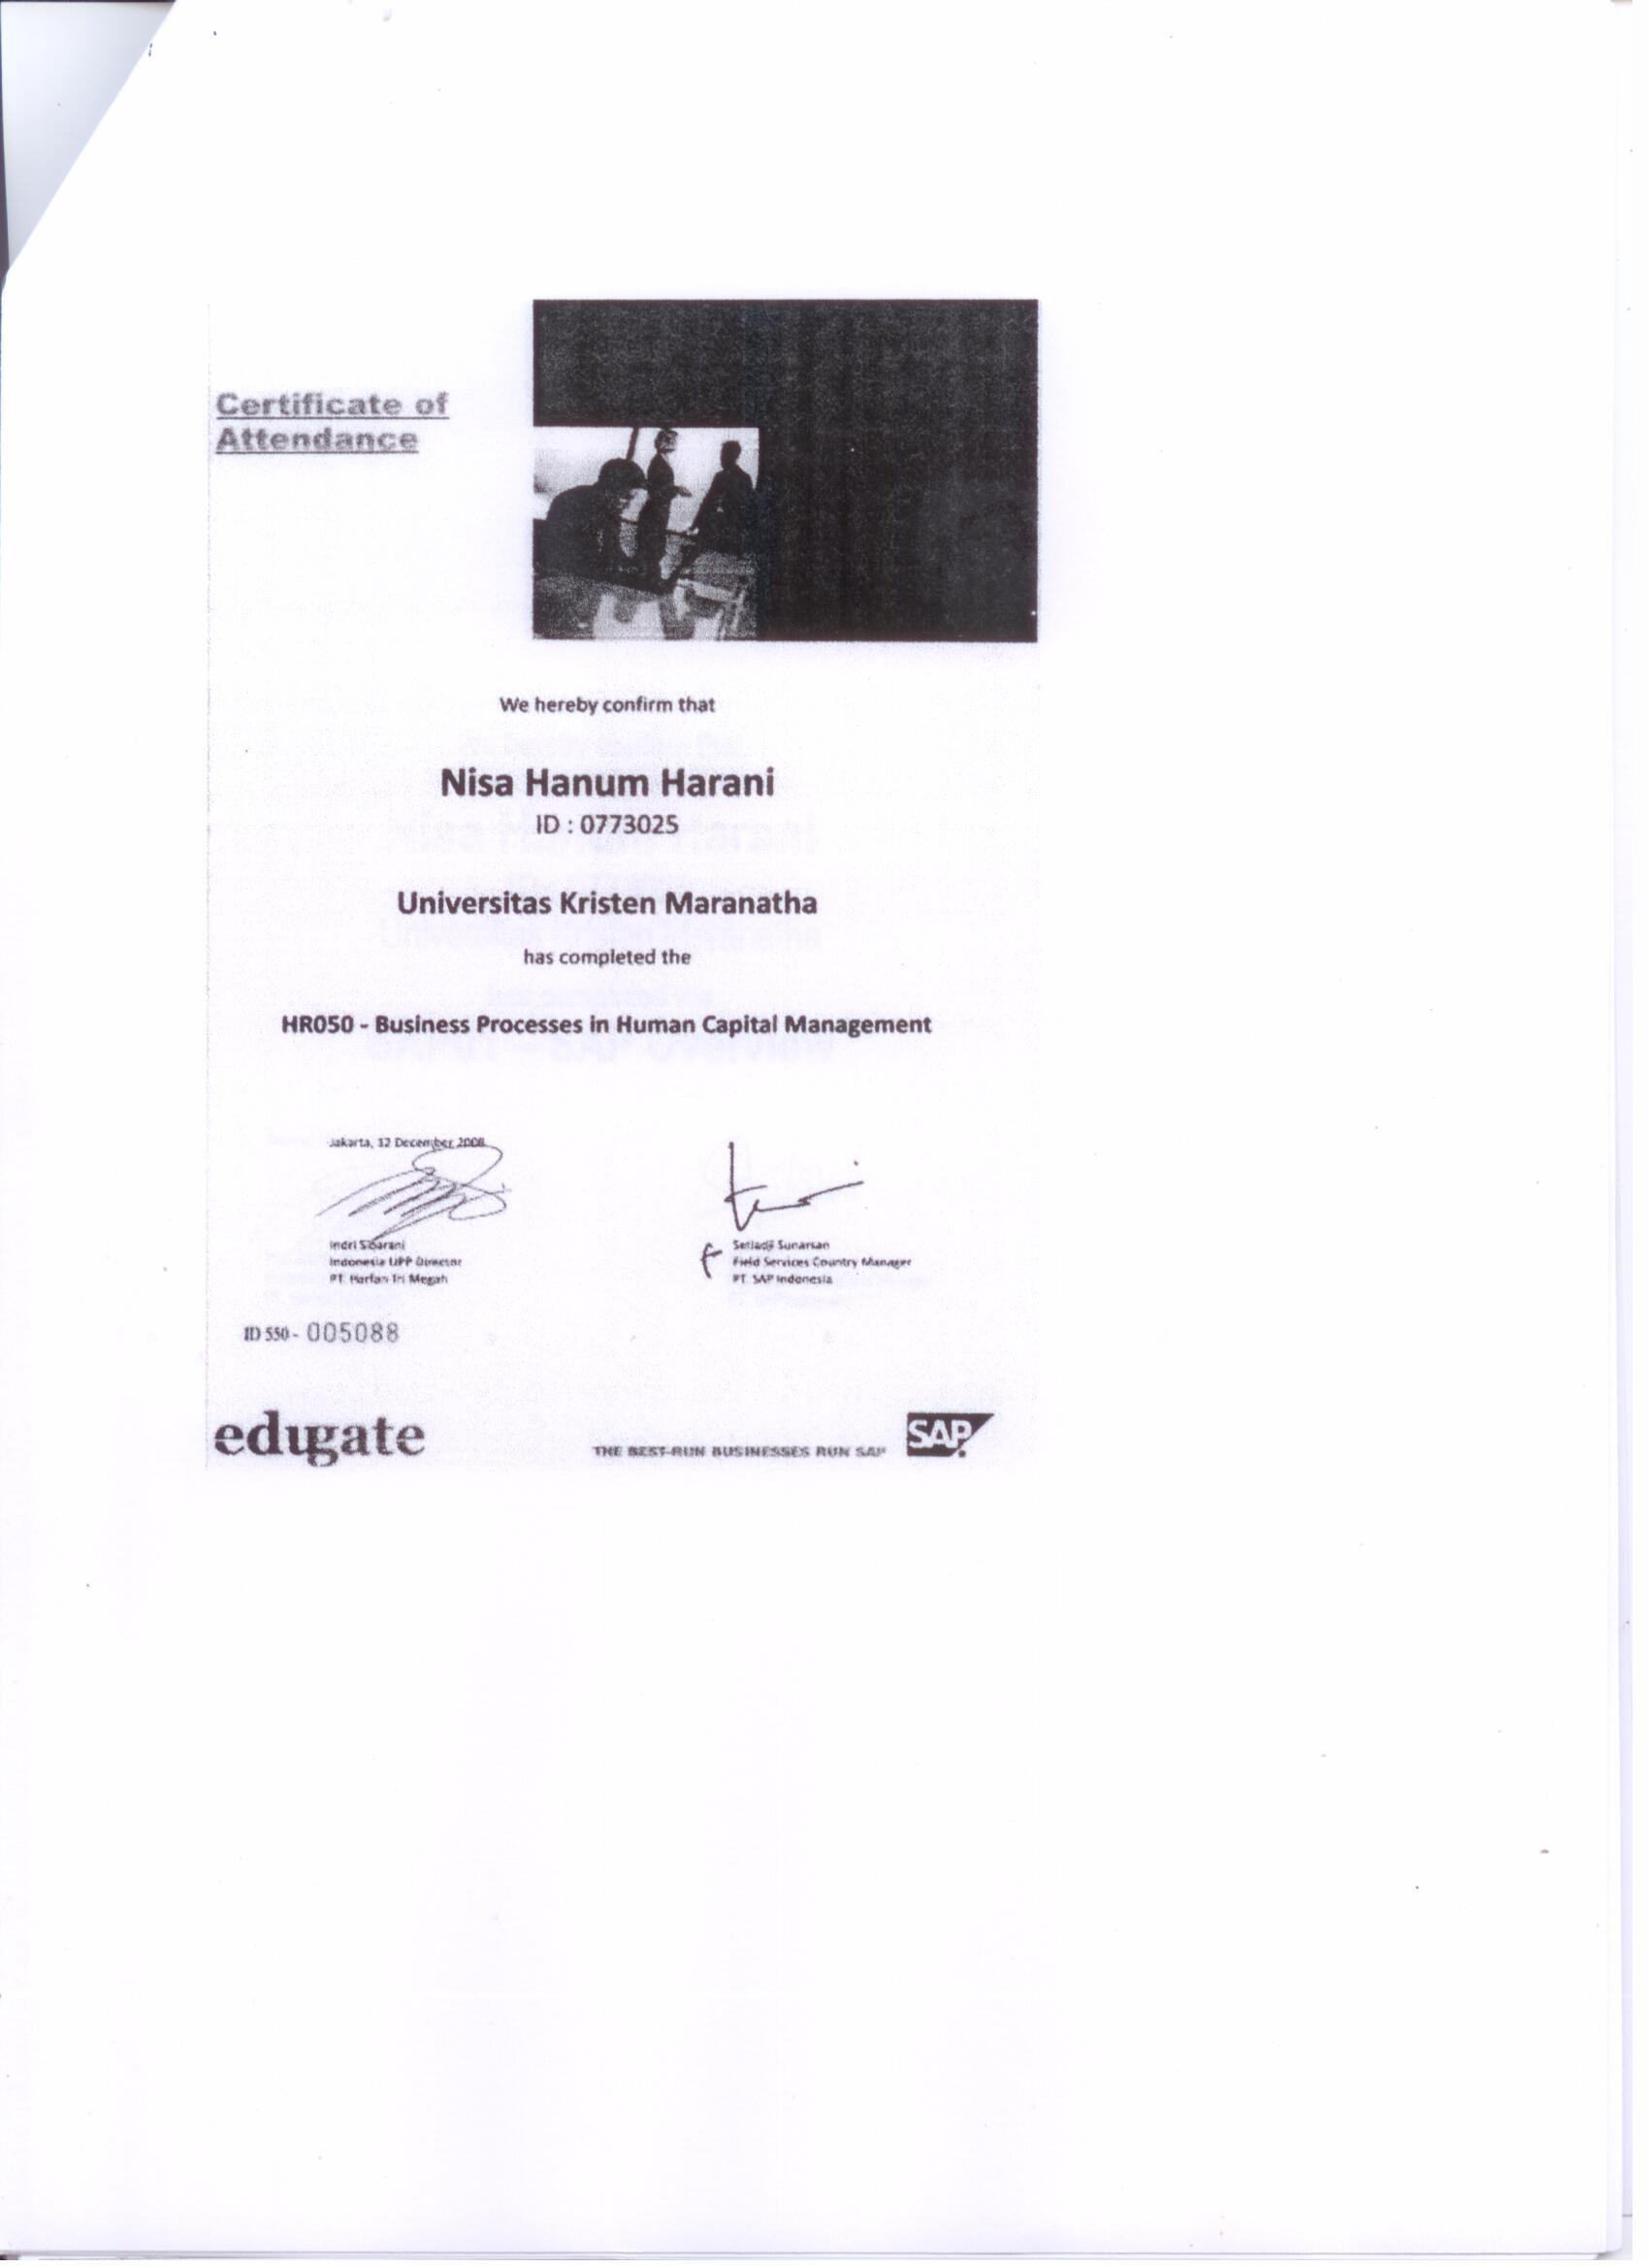 Certificate of
Attendance
We hereby confirm that
Nisa Hanum Harani
ID : 0773025
Universitas Kristen Maranatha
has completed the
HR050 - Business Processes in Human Capital Management
Jakarta, 12 December 2008
Indri Sibarani
Indonesia UPP Director
PT. Harfan Tri Megah
Setiadji Sunarsan
Field Services Country Manager
PT. SAP Indonesia
ID 550 - 005088
edugate
THE BEST-RUN BUSINESSES RUN SAP
SAP